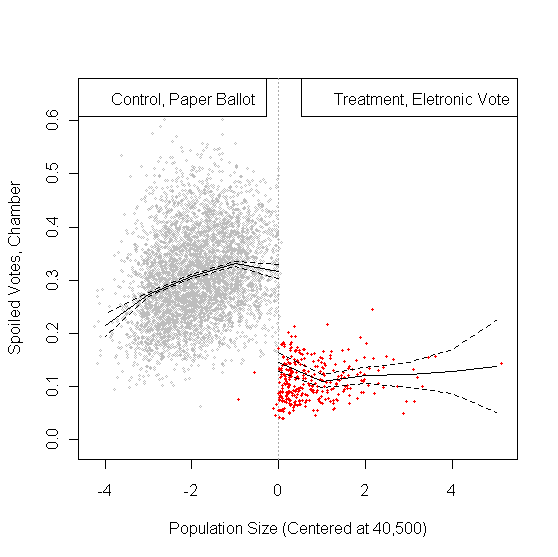 Control, Paper Ballot
Treatment, Eletronic Vote
Spoiled Votes, Chamber
0.6
0.5
0.4
0.3
0.2
0.1
0.0
-4 -2 0 2 4
Population Size (Centered at 40,500)